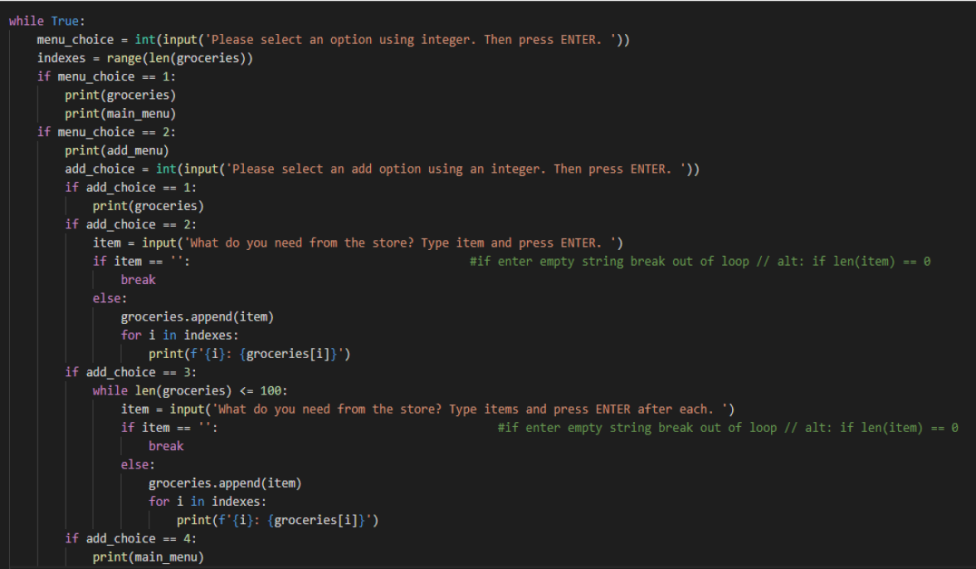 while True:
    menu_choice = int(input('Please select an option using integer. Then press ENTER. '))
    indexes = range(len(groceries))
    if menu_choice == 1:
        print(groceries)
        print(main_menu)
    if menu_choice == 2:
        print(add_menu)
        add_choice = int(input('Please select an add option using an integer. Then press ENTER. '))
        if add_choice == 1:
            print(groceries)
        if add_choice == 2:
            item = input('What do you need from the store? Type item and press ENTER. ')
            if item == '':                                        #if enter empty string break out of loop // alt: if len(item) == 0
                break
            else:
                groceries.append(item)
                for i in indexes:
                    print(f'{i}: {groceries[i]}')
        if add_choice == 3:
            while len(groceries) <= 100:
                item = input('What do you need from the store? Type items and press ENTER after each. ')
                if item == '':                                        #if enter empty string break out of loop // alt: if len(item) == 0
                    break
                else:
                    groceries.append(item)
                    for i in indexes:
                        print(f'{i}: {groceries[i]}')
        if add_choice == 4:
            print(main_menu)